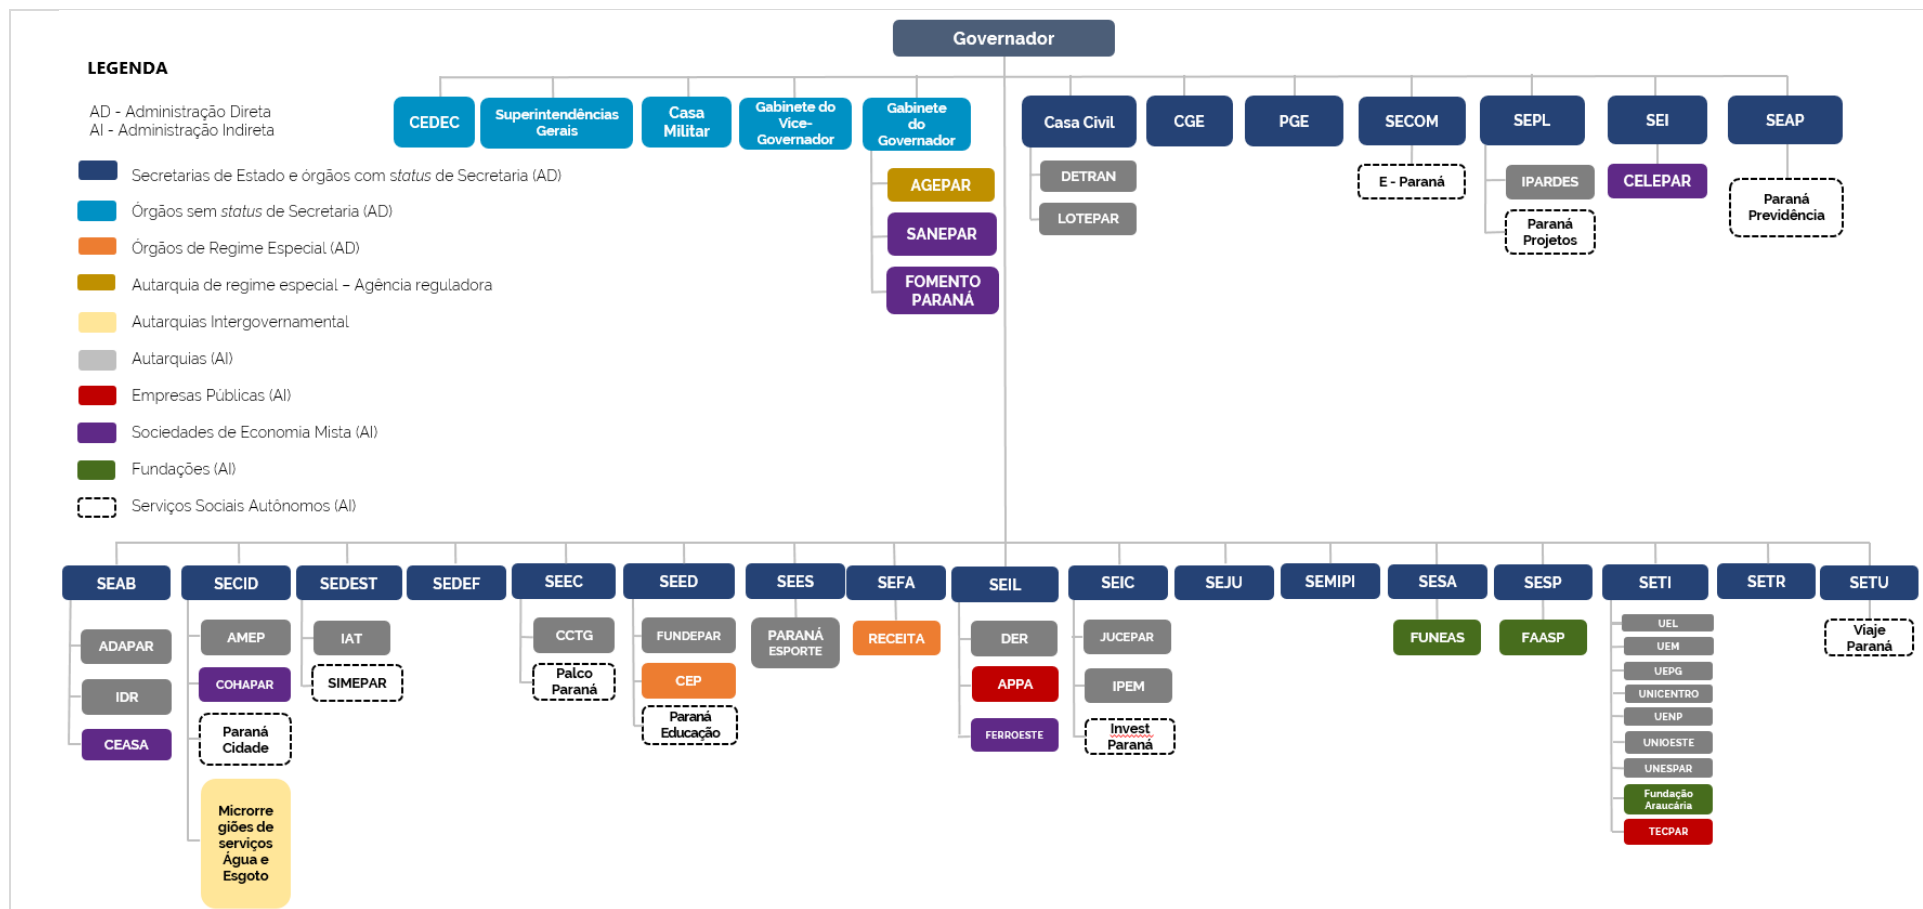 Governador
LEGENDA
AD - Administração Direta
AI - Administração Indireta
Secretarias de Estado e órgãos com status de Secretaria (AD)
Órgãos sem status de Secretaria (AD)
Órgãos de Regime Especial (AD)
Autarquia de regime especial – Agência reguladora
Autarquias Intergovernamental
Autarquias (AI)
Empresas Públicas (AI)
Sociedades de Economia Mista (AI)
Fundações (AI)
Serviços Sociais Autônomos (AI)
CEDEC
Superintendências
Gerais
Casa
Militar
Gabinete do
Vice-
Governador
Gabinete
do
Governador
AGEPAR
SANEPAR
FOMENTO
PARANÁ
Casa Civil
DETRAN
LOTEPAR
CGE
PGE
SECOM
E - Paraná
SEPL
IPARDES
Paraná
Projetos
SEI
CELEPAR
SEAP
Paraná
Previdência
SEAB
ADAPAR
IDR
CEASA
SECID
AMEP
COHAPAR
Paraná
Cidade
Microrre
giões de
serviços
Água e
Esgoto
SEDEST
IAT
SIMEPAR
SEDEF
SEEC
CCTG
Palco
Paraná
SEED
FUNDEPAR
CEP
Paraná
Educação
SEES
PARANÁ
ESPORTE
SEFA
RECEITA
SEIL
DER
APPA
FERROESTE
SEIC
JUCEPAR
IPEM
Invest
Paraná
SEJU
SEMIPI
SESA
FUNEAS
SESP
FAASP
SETI
UEL
UEM
UEPG
UNICENTRO
UENP
UNIOESTE
UNESPAR
Fundação
Araucária
TECPAR
SETR
SETU
Viaje
Paraná